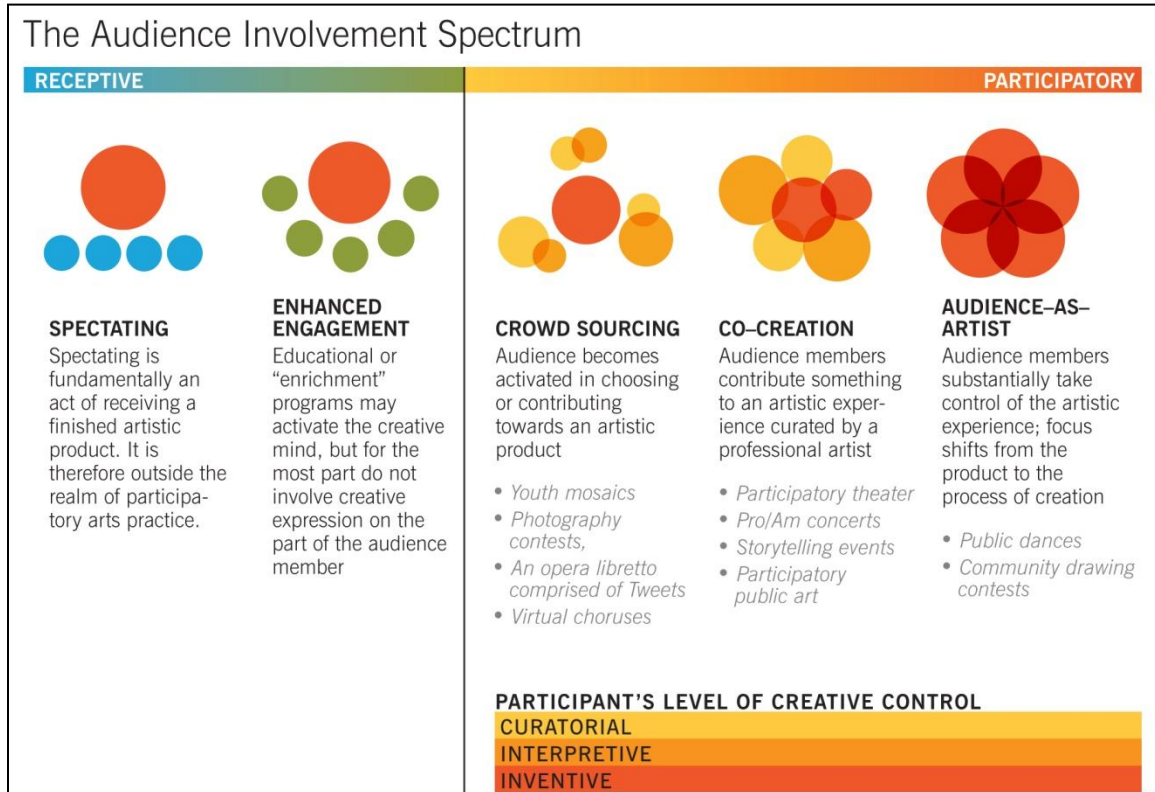 The Audience Involvement Spectrum
RECEPTIVE
PARTICIPATORY
SPECTATING
Spectating is
fundamentally an
act of receiving a
finished artistic
product. It is
therefore outside the
realm of participa-
tory arts practice.
ENHANCED
ENGAGEMENT
Educational or
“enrichment”
programs may
activate the creative
mind, but for the
most part do not
involve creative
expression on the
part of the audience
member
CROWD SOURCING
Audience becomes
activated in choosing
or contributing
towards an artistic
product
• Youth mosaics
• Photography
contests,
• An opera libretto
comprised of Tweets
• Virtual choruses
CO–CREATION
Audience members
contribute something
to an artistic exper-
ience curated by a
professional artist
• Participatory theater
• Pro/Am concerts
• Storytelling events
• Participatory
public art
AUDIENCE–AS–
ARTIST
Audience members
substantially take
control of the artistic
experience; focus
shifts from the
product to the
process of creation
• Public dances
• Community drawing
contests
PARTICIPANT’S LEVEL OF CREATIVE CONTROL
CURATORIAL
INTERPRETIVE
INVENTIVE